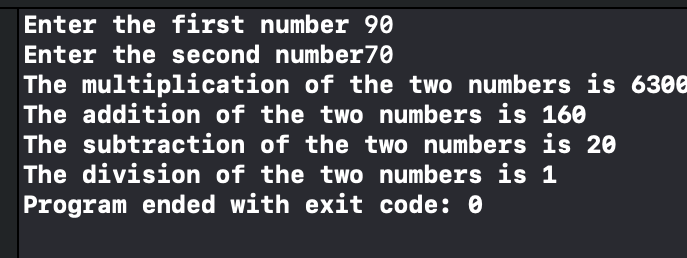 Enter the first number 90
Enter the second number70
The multiplication of the two numbers is 6300
The addition of the two numbers is 160
The subtraction of the two numbers is 20
The division of the two numbers is 1
Program ended with exit code: 0